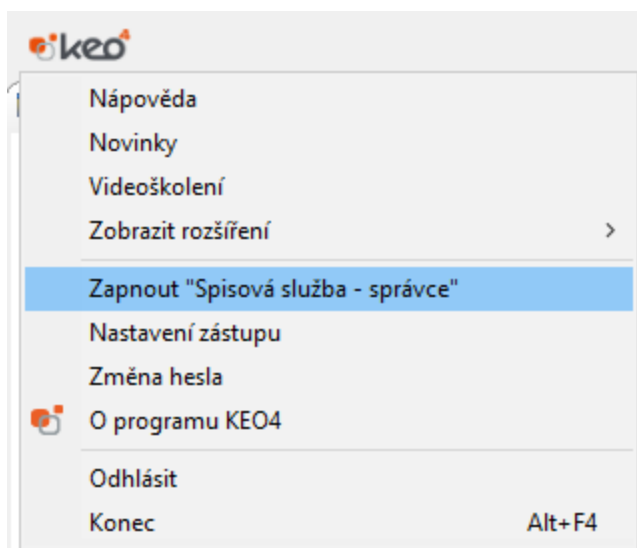 keo4
Nápověda
Novinky
Videoškolení
Zobrazit rozšíření
Zapnout "Spisová služba - správce"
Nastavení zástupu
Změna hesla
O programu KEO4
Odhlásit
Konec Alt+F4